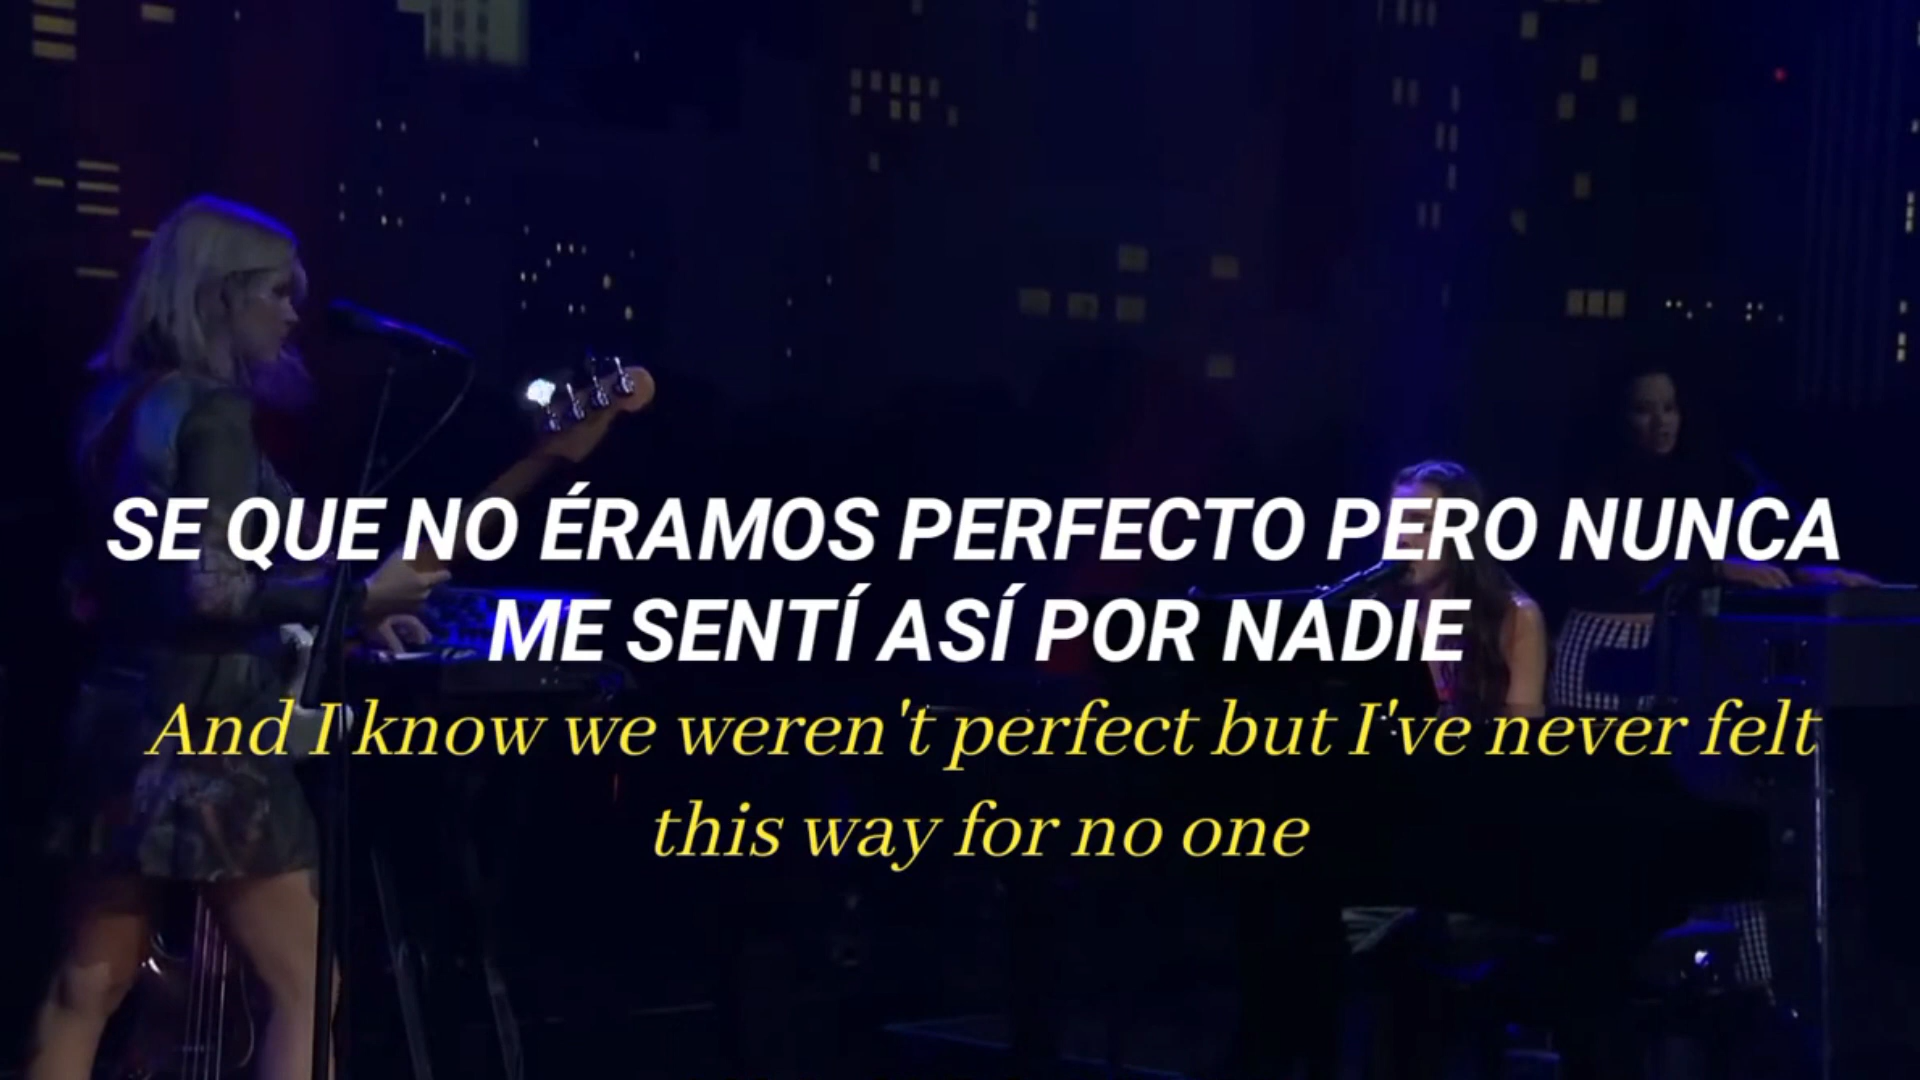 SE QUE NO ÉRAMOS PERFECTO PERO NUNCA
ME SENTÍ ASÍ POR NADIE
And I know we weren't perfect but I've never felt
this way for no one